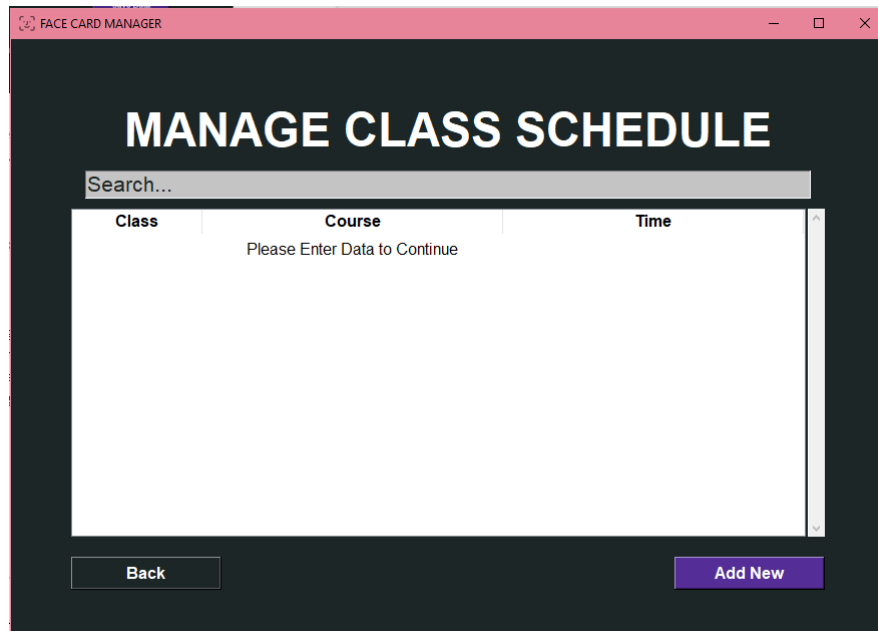 FACE CARD MANAGER
MANAGE CLASS SCHEDULE
Search...
Class Course Time
Please Enter Data to Continue
Back Add New